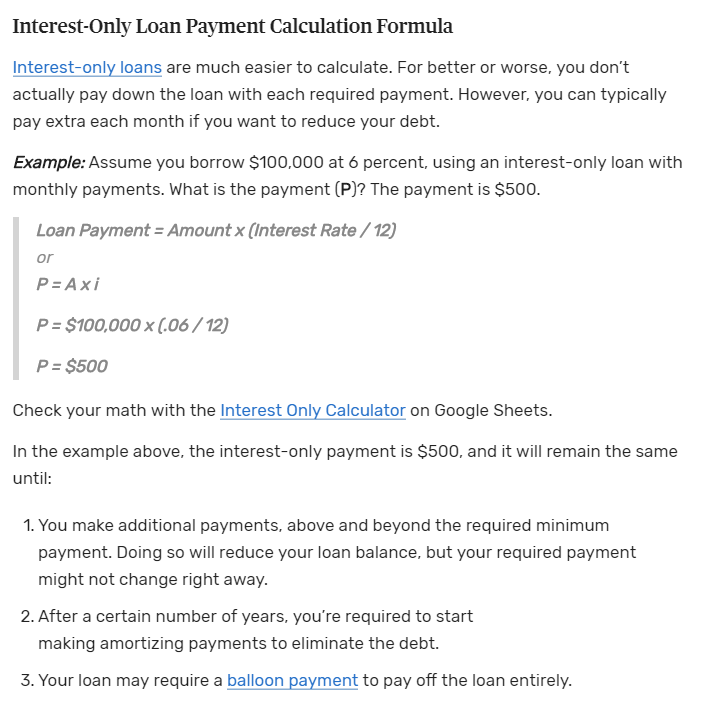 Interest-Only Loan Payment Calculation Formula
Interest-only loans are much easier to calculate. For better or worse, you don’t
actually pay down the loan with each required payment. However, you can typically
pay extra each month if you want to reduce your debt.
Example: Assume you borrow $100,000 at 6 percent, using an interest-only loan with
monthly payments. What is the payment (P)? The payment is $500.
Loan Payment = Amount x (Interest Rate / 12)
or
P = A x i
P = $100,000 x (.06 / 12)
P = $500
Check your math with the Interest Only Calculator on Google Sheets.
In the example above, the interest-only payment is $500, and it will remain the same
until:
1. You make additional payments, above and beyond the required minimum
payment. Doing so will reduce your loan balance, but your required payment
might not change right away.
2. After a certain number of years, you’re required to start
making amortizing payments to eliminate the debt.
3. Your loan may require a balloon payment to pay off the loan entirely.